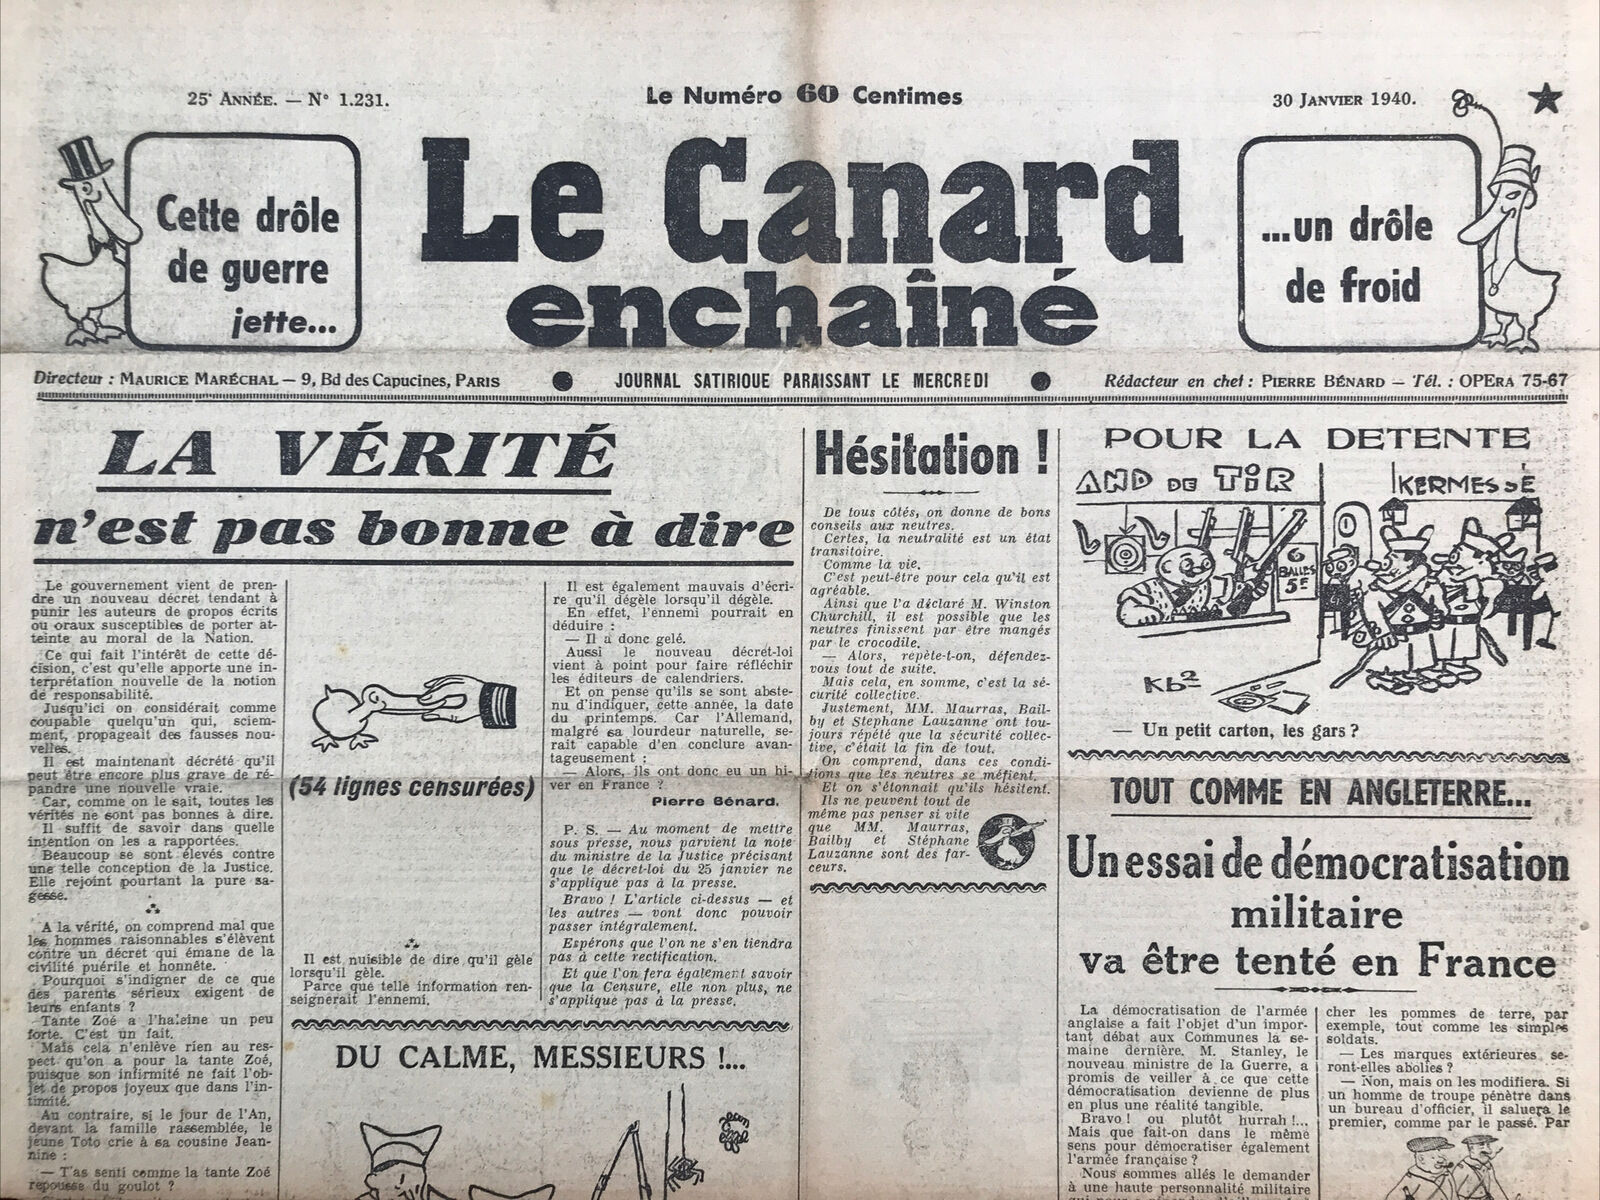 25ᵉ ANNÉE. — N° 1.231.
Le Numéro 60 Centimes
30 JANVIER 1940.
Cette drôle
de guerre
jette...
Le Canard
enchaîné
...un drôle
de froid
Directeur : MAURICE MARÉCHAL — 9, Bd des Capucines, PARIS
JOURNAL SATIRIQUE PARAISSANT LE MERCREDI
Rédacteur en chef : PIERRE BÉNARD — Tél. : OPÉRA 75-67
LA VÉRITÉ
n'est pas bonne à dire
Le gouvernement vient de pren-
dre un nouveau décret tendant à
punir les auteurs de propos écrits
ou oraux susceptibles de porter at-
teinte au moral de la Nation.
Ce qui fait l'intérêt de cette dé-
cision, c'est qu'elle apporte une in-
terprétation nouvelle de la notion
de responsabilité.
Jusqu'ici on considérait comme
coupable quelqu'un qui, sciem-
ment, propageait des fausses nou-
velles.
Il est maintenant décrété qu'il
peut être encore plus grave de ré-
pandre une nouvelle vraie.
Car, comme on le sait, toutes les
vérités ne sont pas bonnes à dire.
Il suffit de savoir dans quelle
intention on les a rapportées.
Beaucoup se sont élevés contre
une telle conception de la Justice.
Elle rejoint pourtant la pure sa-
gesse.
A la vérité, on comprend mal que
les hommes raisonnables s'élèvent
contre un décret qui émane de la
civilité puérile et honnête.
Pourquoi s'indigner de ce que
des parents sérieux exigent de
leurs enfants ?
Tante Zoé a l'haleine un peu
forte. C'est un fait.
Mais cela n'enlève rien au res-
pect qu'on a pour la tante Zoé,
puisque son infirmité ne fait l'ob-
jet de propos joyeux que dans l'in-
timité.
Au contraire, si le jour de l'An,
devant la famille rassemblée, le
jeune Toto crie à sa cousine Jean-
nine :
— T'as senti comme la tante Zoé
repousse du goulot ?
(54 lignes censurées)
Il est nuisible de dire qu'il gèle
lorsqu'il gèle.
Parce que telle information ren-
seignerait l'ennemi.
Il est également mauvais d'écri-
re qu'il dégèle lorsqu'il dégèle.
En effet, l'ennemi pourrait en
déduire :
— Il a donc gelé.
Aussi le nouveau décret-loi
vient à point pour faire réfléchir
les éditeurs de calendriers.
Et on pense qu'ils se sont abste-
nu d'indiquer, cette année, la date
du printemps. Car l'Allemand,
malgré sa lourdeur naturelle, se-
rait capable d'en conclure avan-
tageusement :
— Alors, ils ont donc eu un hi-
ver en France ?
Pierre Bénard.
P. S. — Au moment de mettre
sous presse, nous parvient la note
du ministre de la Justice précisant
que le décret-loi du 25 janvier ne
s'applique pas à la presse.
Bravo ! L'article ci-dessus — et
les autres — vont donc pouvoir
passer intégralement.
Espérons que l'on ne s'en tiendra
pas à cette rectification.
Et que l'on fera également savoir
que la Censure, elle non plus, ne
s'applique pas à la presse.
DU CALME, MESSIEURS !...
Hésitation !
De tous côtés, on donne de bons
conseils aux neutres.
Certes, la neutralité est un état
transitoire.
Comme la vie.
C'est peut-être pour cela qu'il est
agréable.
Ainsi que l'a déclaré M. Winston
Churchill, il est possible que les
neutres finissent par être mangés
par le crocodile.
— Alors, repète-t-on, défendez-
vous tout de suite.
Mais cela, en somme, c'est la sé-
curité collective.
Justement, MM. Maurras, Bail-
by et Stephane Lauzanne ont tou-
jours répété que la sécurité collec-
tive, c'était la fin de tout.
On comprend, dans ces condi-
tions que les neutres se méfient.
Et on s'étonnait qu'ils hésitent.
Ils ne peuvent tout de
même pas penser si vite
que MM. Maurras,
Bailby et Stéphane
Lauzanne sont des far-
ceurs.
POUR LA DETENTE
AND DE TIR
KERMESSE
6
BALLES
5F
Kb2
— Un petit carton, les gars ?
TOUT COMME EN ANGLETERRE...
Un essai de démocratisation
militaire
va être tenté en France
La démocratisation de l'armée
anglaise a fait l'objet d'un impor-
tant débat aux Communes la se-
maine dernière. M. Stanley, le
nouveau ministre de la Guerre, a
promis de veiller à ce que cette
démocratisation devienne de plus
en plus une réalité tangible.
Bravo ! ou plutôt hurrah !...
Mais que fait-on dans le même
sens pour démocratiser également
l'armée française ?
Nous sommes allés le demander
à une haute personnalité militaire
cher les pommes de terre, par
exemple, tout comme les simples
soldats.
— Les marques extérieures se-
ront-elles abolies ?
— Non, mais on les modifiera. Si
un homme de troupe pénètre dans
un bureau d'officier, il saluera le
premier, comme par le passé. Par